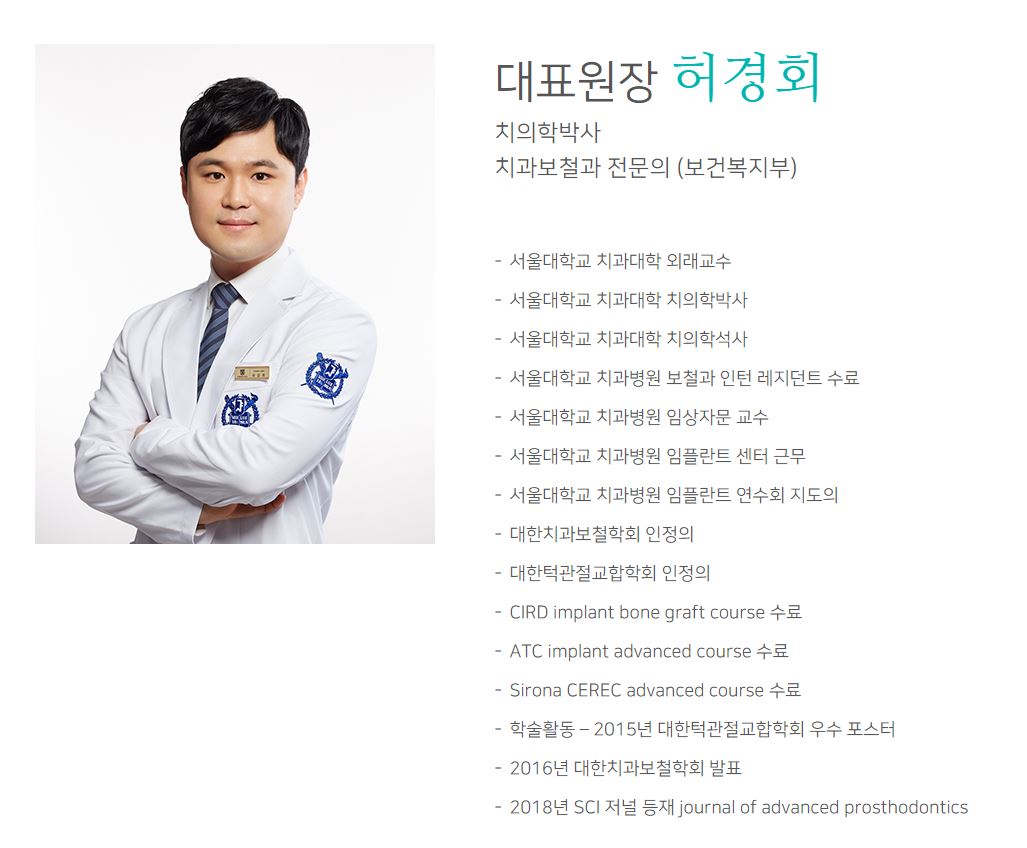 대표원장 허경회
치의학박사
치과보철과 전문의 (보건복지부)
- 서울대학교 치과대학 외래교수
- 서울대학교 치과대학 치의학박사
- 서울대학교 치과대학 치의학석사
- 서울대학교 치과병원 보철과 인턴 레지던트 수료
- 서울대학교 치과병원 임상자문 교수
- 서울대학교 치과병원 임플란트 센터 근무
- 서울대학교 치과병원 임플란트 연수회 지도의
- 대한치과보철학회 인정의
- 대한턱관절교합학회 인정의
- CIRD implant bone graft course 수료
- ATC implant advanced course 수료
- Sirona CEREC advanced course 수료
- 학술활동 – 2015년 대한턱관절교합학회 우수 포스터
- 2016년 대한치과보철학회 발표
- 2018년 SCI 저널 등재 journal of advanced prosthodontics